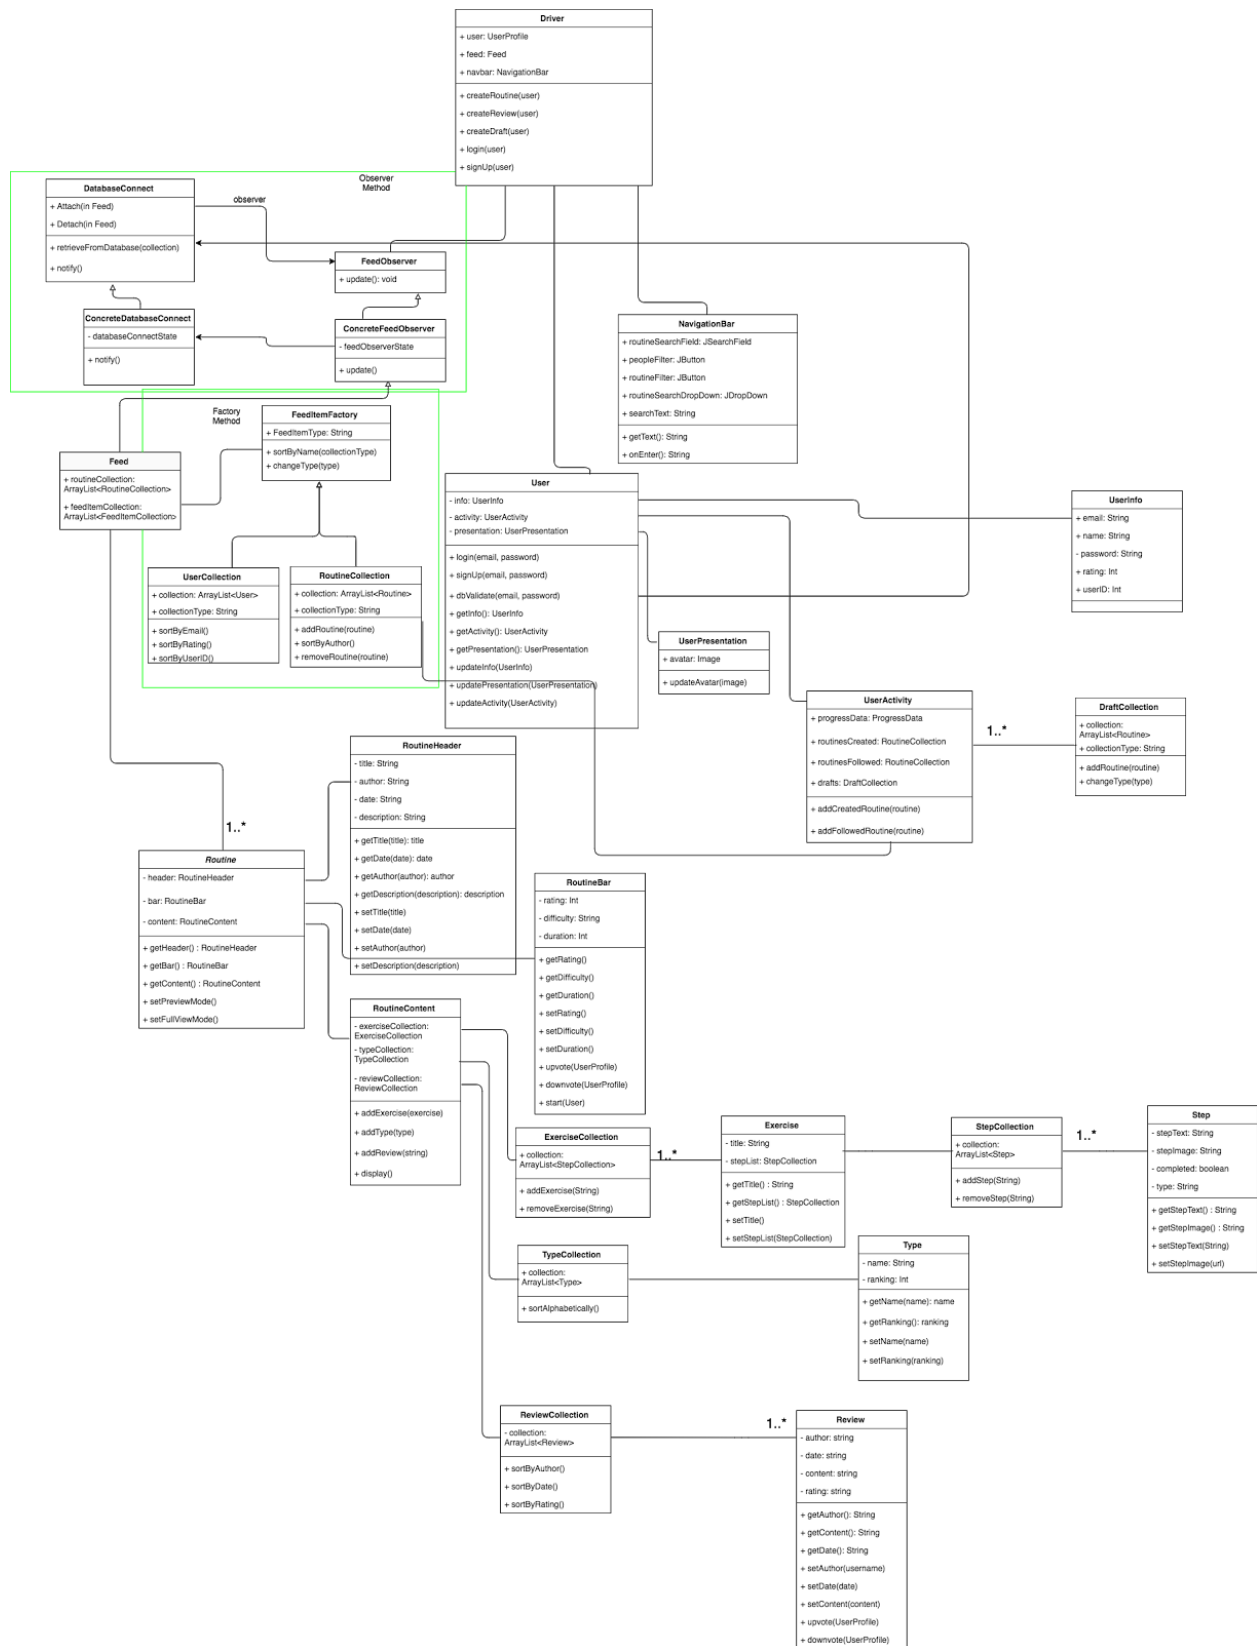 Driver
+ user: UserProfile
+ feed: Feed
+ navbar: NavigationBar
+ createRoutine(user)
+ createReview(user)
+ createDraft(user)
+ login(user)
+ signUp(user)
Observer
Method
DatabaseConnect
+ Attach(in Feed)
+ Detach(in Feed)
+ retrieveFromDatabase(collection)
+ notify()
observer
FeedObserver
+ update(): void
ConcreteDatabaseConnect
- databaseConnectState
+ notify()
ConcreteFeedObserver
- feedObserverState
+ update()
NavigationBar
+ routineSearchField: JSearchField
+ peopleFilter: JButton
+ routineFilter: JButton
+ routineSearchDropDown: JDropDown
+ searchText: String
+ getText(): String
+ onEnter(): String
Factory
Method
FeedItemFactory
+ FeedItemType: String
+ sortByName(collectionType)
+ changeType(type)
Feed
+ routineCollection:
ArrayList<RoutineCollection>
+ feedItemCollection:
ArrayList<FeedItemCollection>
User
- info: UserInfo
- activity: UserActivity
- presentation: UserPresentation
+ login(email, password)
+ signUp(email, password)
+ dbValidate(email, password)
+ getInfo(): UserInfo
+ getActivity(): UserActivity
+ getPresentation(): UserPresentation
+ updateInfo(UserInfo)
+ updatePresentation(UserPresentation)
+ updateActivity(UserActivity)
UserInfo
+ email: String
+ name: String
- password: String
+ rating: Int
+ userID: Int
UserCollection
+ collection: ArrayList<User>
+ collectionType: String
+ sortByEmail()
+ sortByRating()
+ sortByUserID()
RoutineCollection
+ collection: ArrayList<Routine>
+ collectionType: String
+ addRoutine(routine)
+ sortByAuthor()
+ removeRoutine(routine)
UserPresentation
+ avatar: Image
+ updateAvatar(image)
UserActivity
+ progressData: ProgressData
+ routinesCreated: RoutineCollection
+ routinesFollowed: RoutineCollection
+ drafts: DraftCollection
+ addCreatedRoutine(routine)
+ addFollowedRoutine(routine)
1..*
DraftCollection
+ collection:
ArrayList<Routine>
+ collectionType: String
+ addRoutine(routine)
+ changeType(type)
RoutineHeader
- title: String
- author: String
- date: String
- description: String
+ getTitle(title): title
+ getDate(date): date
+ getAuthor(author): author
+ getDescription(description): description
+ setTitle(title)
+ setDate(date)
+ setAuthor(author)
+ setDescription(description)
1..*
Routine
- header: RoutineHeader
- bar: RoutineBar
- content: RoutineContent
+ getHeader() : RoutineHeader
+ getBar() : RoutineBar
+ getContent() : RoutineContent
+ setPreviewMode()
+ setFullViewMode()
RoutineBar
- rating: Int
- difficulty: String
- duration: Int
+ getRating()
+ getDifficulty()
+ getDuration()
+ setRating()
+ setDifficulty()
+ setDuration()
+ upvote(UserProfile)
+ downvote(UserProfile)
+ start(User)
RoutineContent
- exerciseCollection:
ExerciseCollection
- typeCollection:
TypeCollection
- reviewCollection:
ReviewCollection
+ addExercise(exercise)
+ addType(type)
+ addReview(string)
+ display()
ExerciseCollection
+ collection:
ArrayList<StepCollection>
+ addExercise(String)
+ removeExercise(String)
1..*
Exercise
- title: String
- stepList: StepCollection
+ getTitle() : String
+ getStepList() : StepCollection
+ setTitle()
+ setStepList(StepCollection)
StepCollection
+ collection:
ArrayList<Step>
+ addStep(String)
+ removeStep(String)
1..*
Step
- stepText: String
- stepImage: String
- completed: boolean
- type: String
+ getStepText() : String
+ getStepImage() : String
+ setStepText(String)
+ setStepImage(url)
TypeCollection
+ collection:
ArrayList<Type>
+ sortAlphabetically()
Type
- name: String
- ranking: Int
+ getName(name): name
+ getRanking(): ranking
+ setName(name)
+ setRanking(ranking)
ReviewCollection
- collection:
ArrayList<Review>
+ sortByAuthor()
+ sortByDate()
+ sortByRating()
1..*
Review
- author: string
- date: string
- content: string
- rating: string
+ getAuthor(): String
+ getContent(): String
+ getDate(): String
+ setAuthor(username)
+ setDate(date)
+ setContent(content)
+ upvote(UserProfile)
+ downvote(UserProfile)